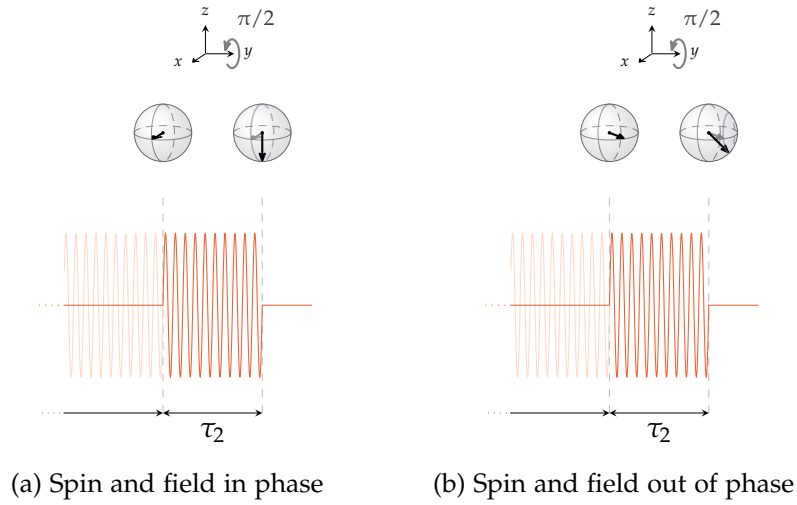 z
π/2
x
y
τ₂
(a) Spin and field in phase
z
π/2
x
y
τ₂
(b) Spin and field out of phase